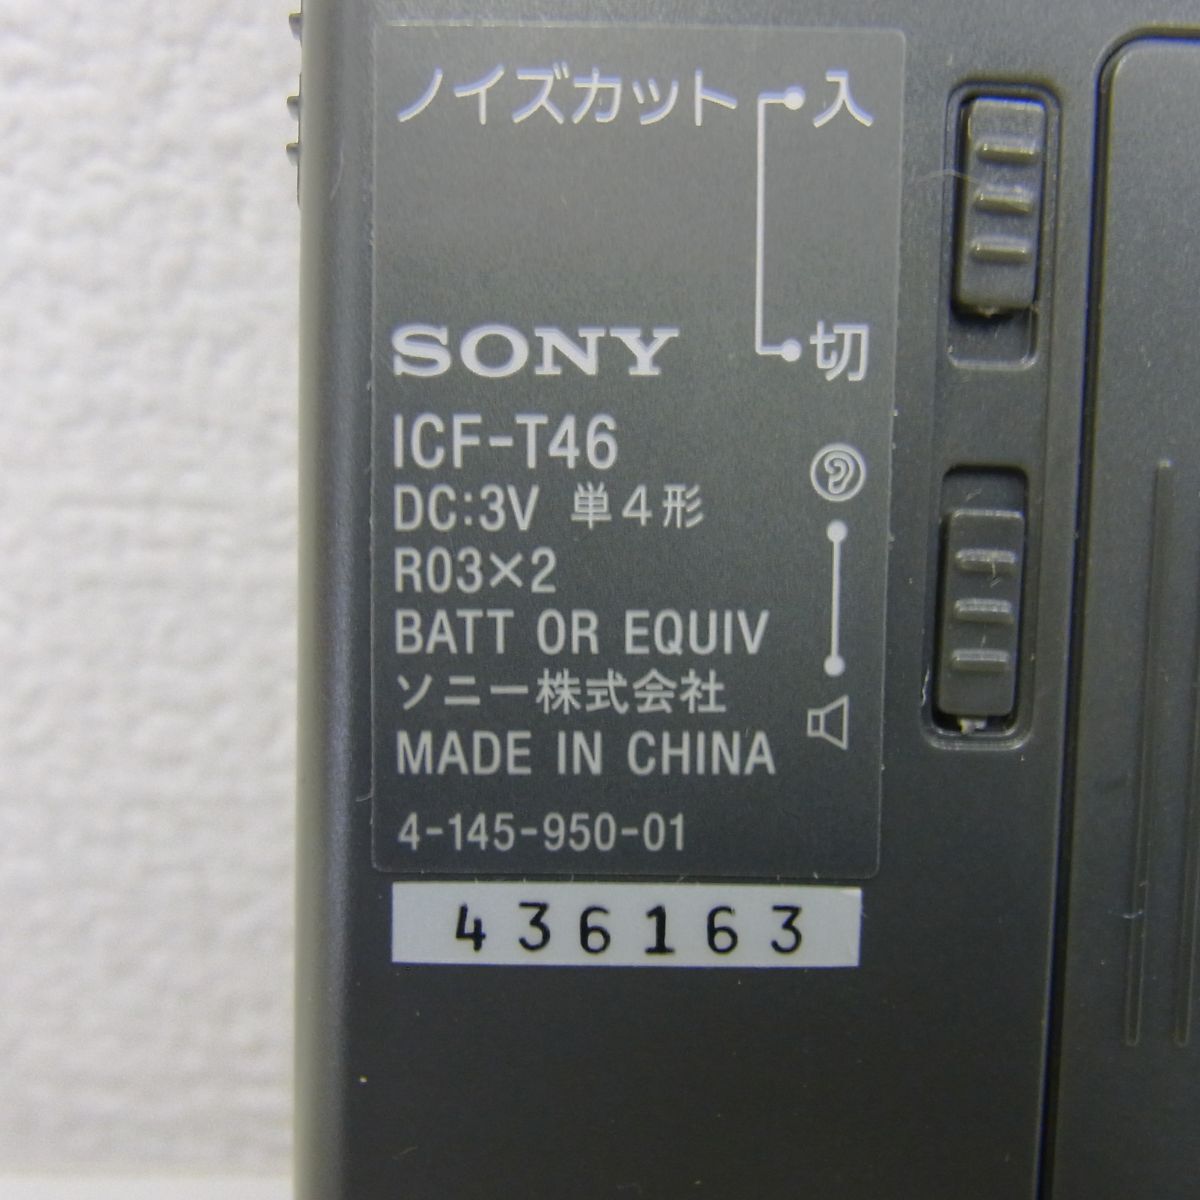 ノイズカット 入
切
SONY
ICF-T46
DC:3V 単4形
R03×2
BATT OR EQUIV
ソニー株式会社
MADE IN CHINA
4-145-950-01
436163